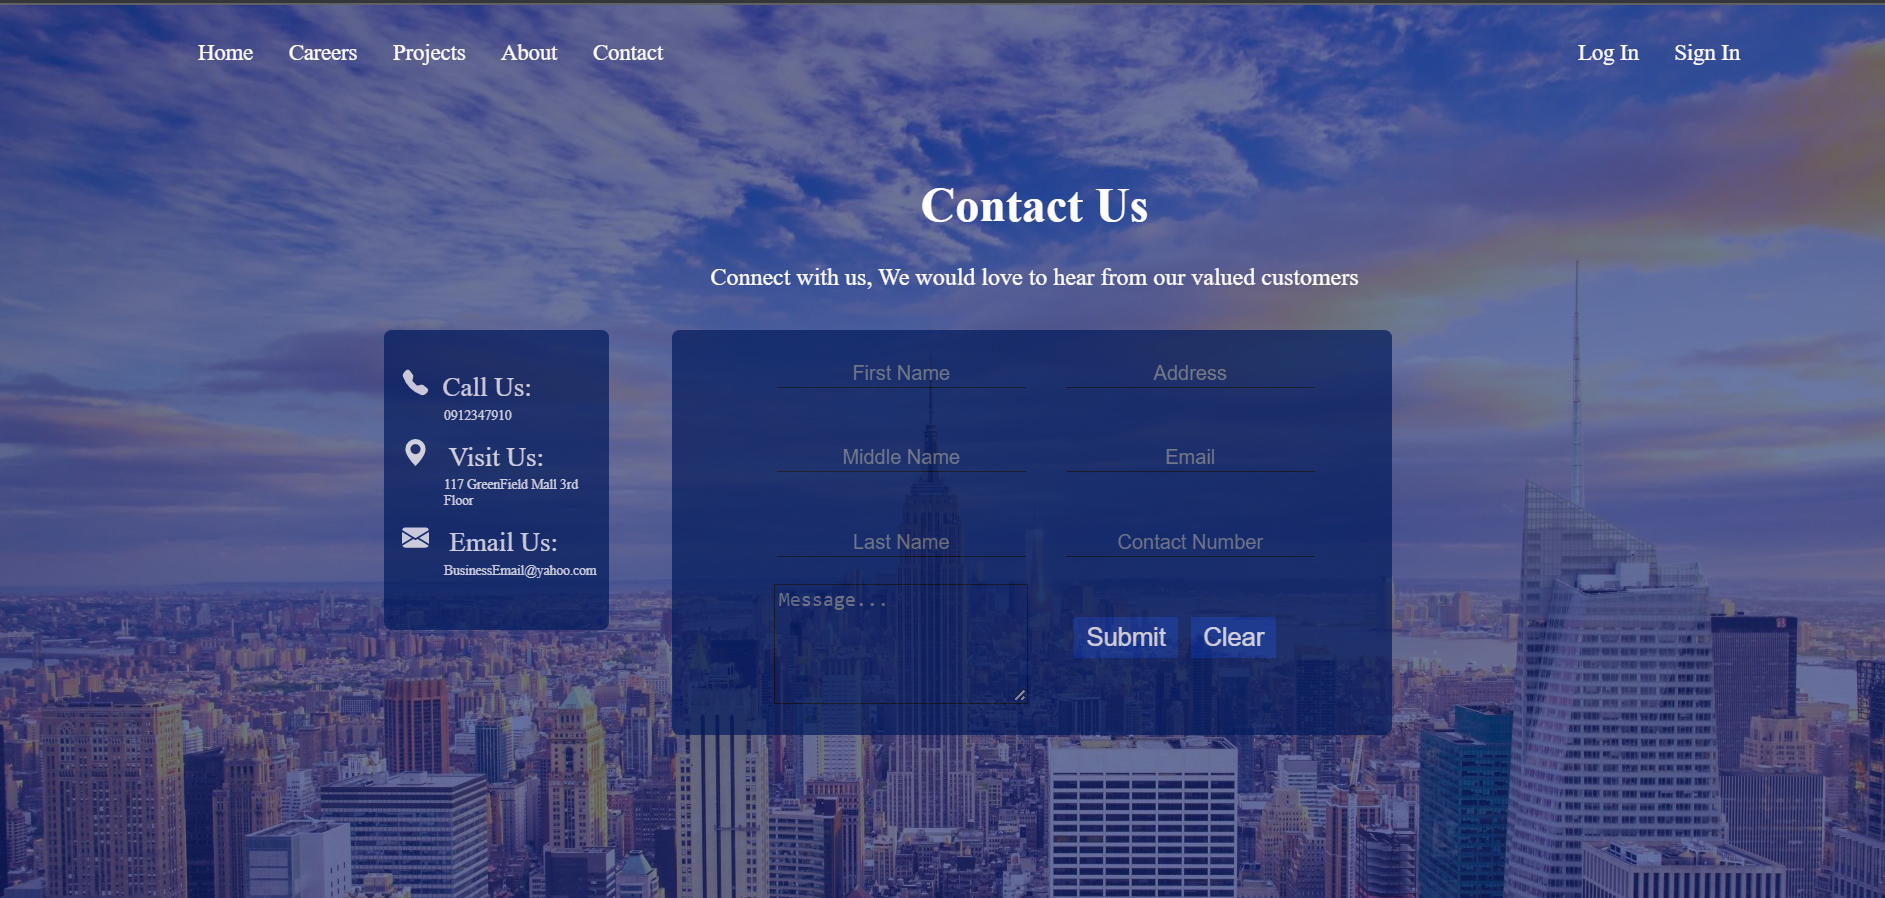 Home Careers Projects About Contact Log In Sign In
Contact Us
Connect with us, We would love to hear from our valued customers
Call Us:
0912347910
Visit Us:
117 GreenField Mall 3rd
Floor
Email Us:
BusinessEmail@yahoo.com
First Name Address
Middle Name Email
Last Name Contact Number
Message...
Submit Clear